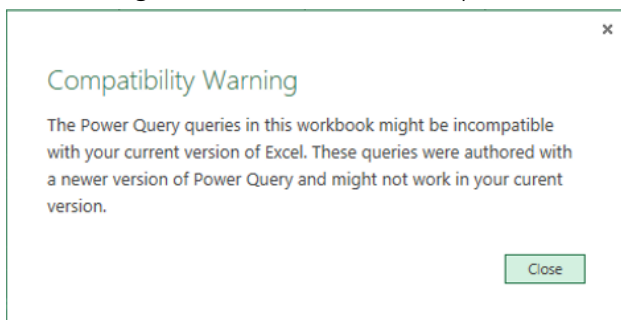 Compatibility Warning
The Power Query queries in this workbook might be incompatible
with your current version of Excel. These queries were authored with
a newer version of Power Query and might not work in your curent
version.
Close